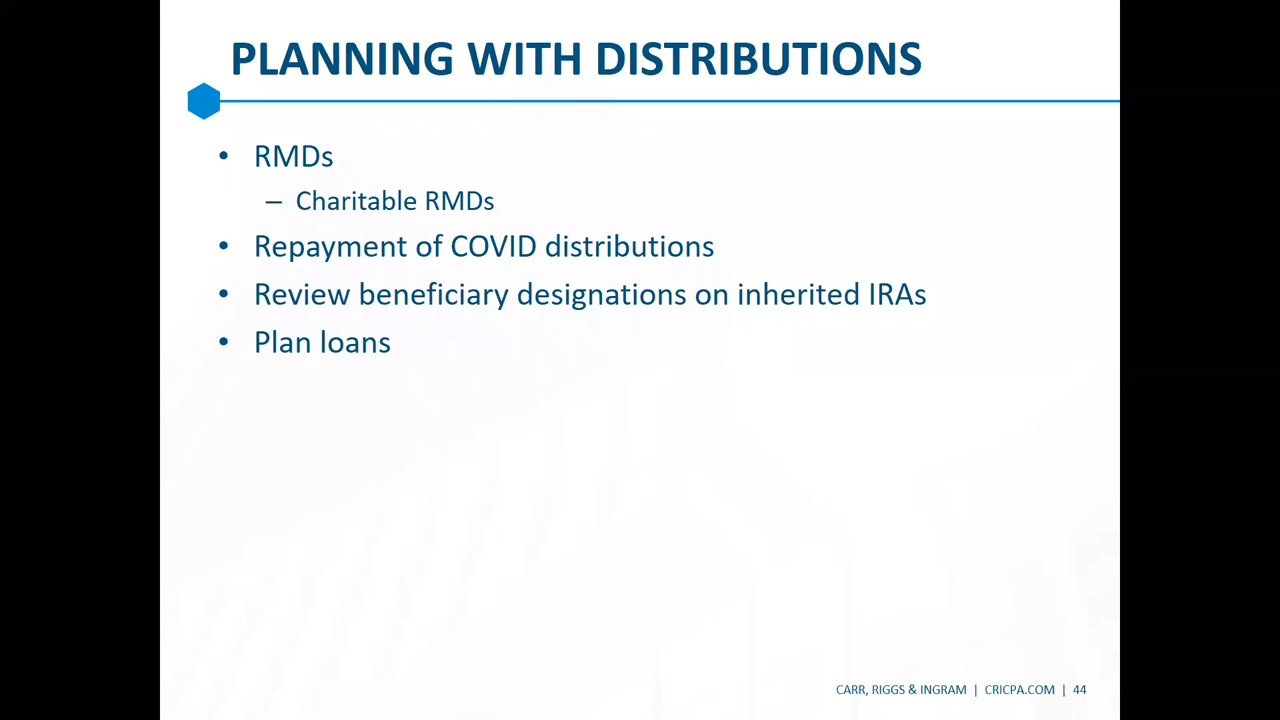 PLANNING WITH DISTRIBUTIONS
• RMDs
– Charitable RMDs
• Repayment of COVID distributions
• Review beneficiary designations on inherited IRAs
• Plan loans
CARR, RIGGS & INGRAM | CRICPA.COM | 44